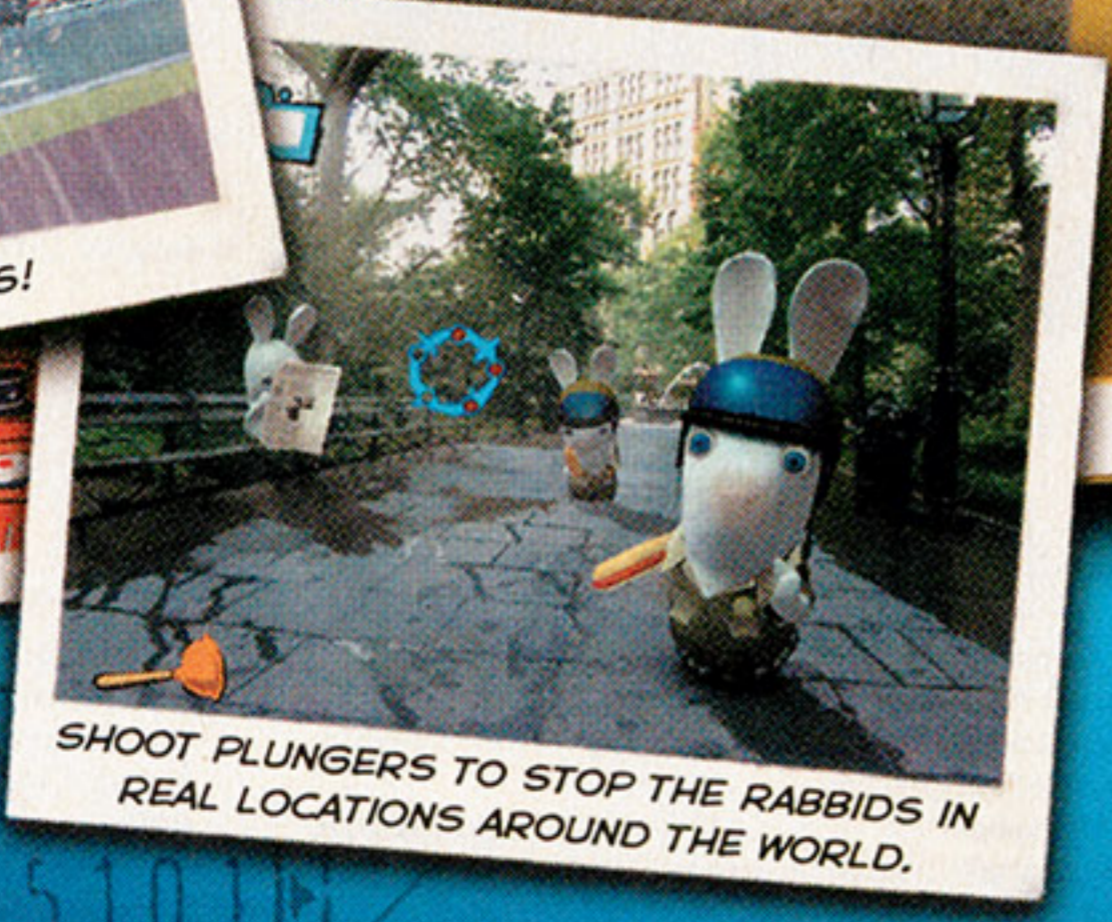 S!
SHOOT PLUNGERS TO STOP THE RABBIDS IN
REAL LOCATIONS AROUND THE WORLD.